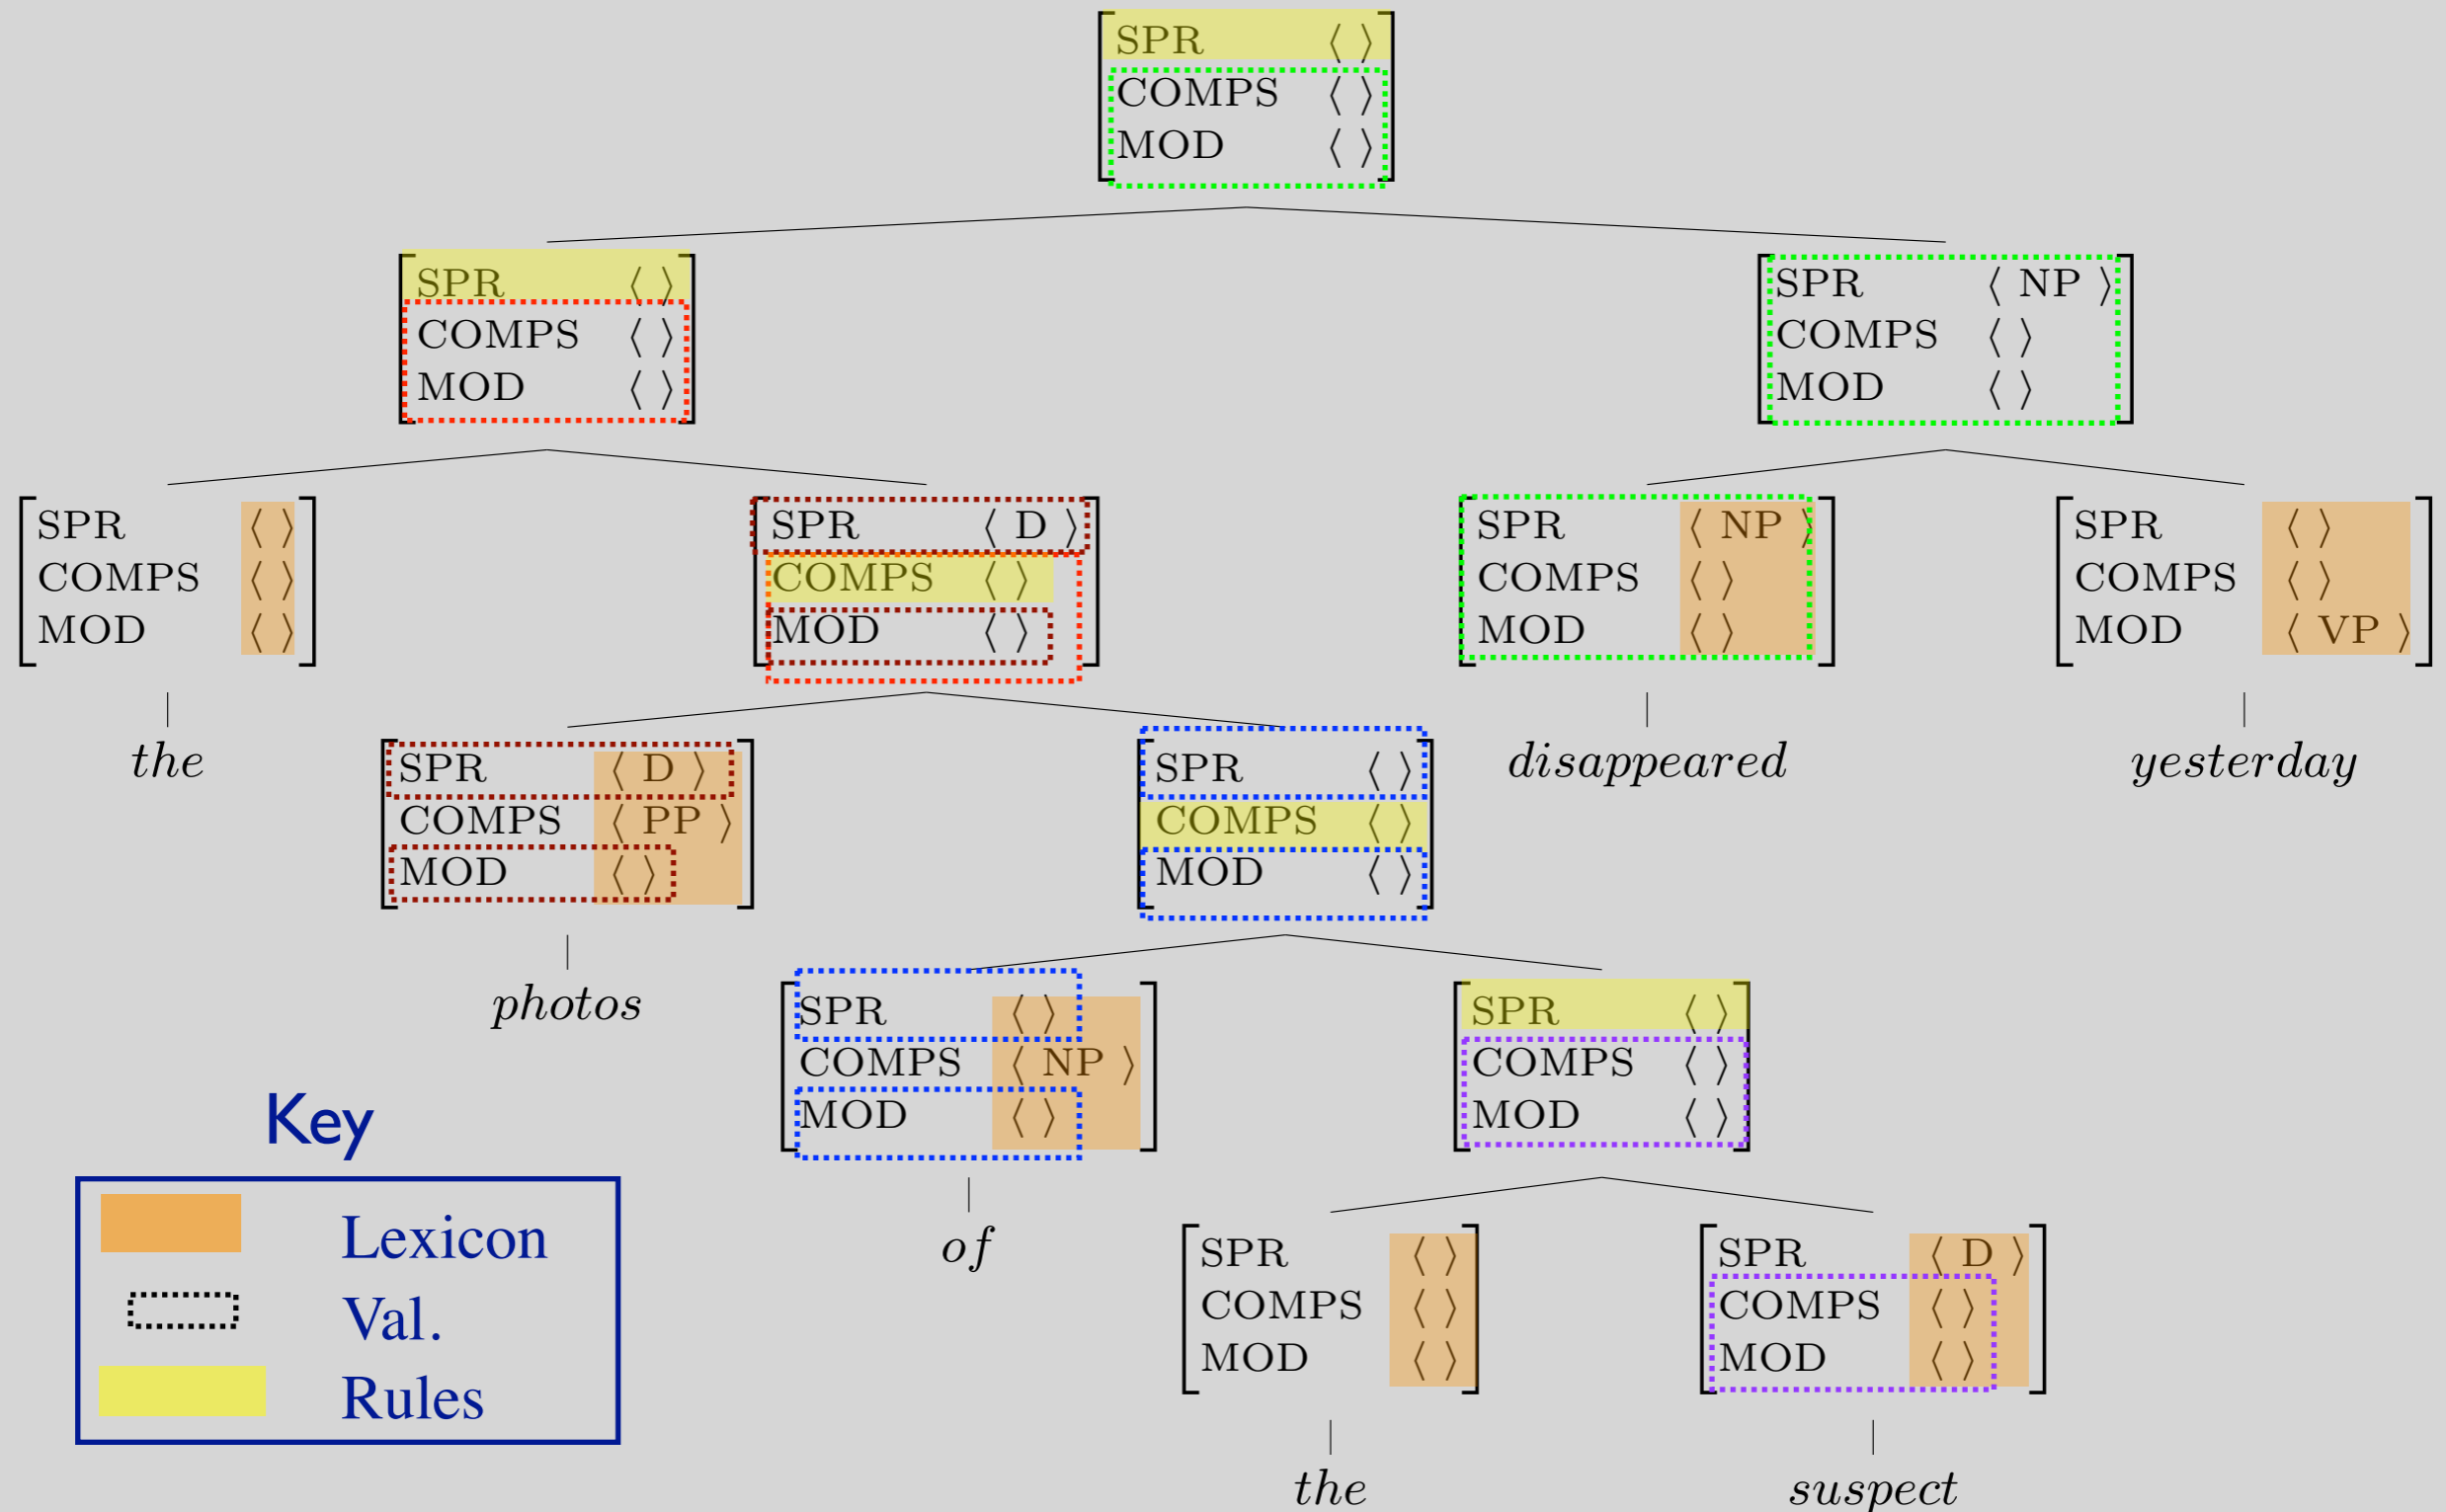 SPR ⟨ ⟩
COMPS ⟨ ⟩
MOD ⟨ ⟩
SPR ⟨ ⟩
COMPS ⟨ ⟩
MOD ⟨ ⟩
SPR ⟨ NP ⟩
COMPS ⟨ ⟩
MOD ⟨ ⟩
SPR ⟨ ⟩
COMPS ⟨ ⟩
MOD ⟨ ⟩
the
SPR ⟨ D ⟩
COMPS ⟨ ⟩
MOD ⟨ ⟩
SPR ⟨ NP ⟩
COMPS ⟨ ⟩
MOD ⟨ ⟩
disappeared
SPR ⟨ ⟩
COMPS ⟨ ⟩
MOD ⟨ VP ⟩
yesterday
SPR ⟨ D ⟩
COMPS ⟨ PP ⟩
MOD ⟨ ⟩
photos
SPR ⟨ ⟩
COMPS ⟨ ⟩
MOD ⟨ ⟩
SPR ⟨ ⟩
COMPS ⟨ NP ⟩
MOD ⟨ ⟩
of
SPR ⟨ ⟩
COMPS ⟨ ⟩
MOD ⟨ ⟩
SPR ⟨ ⟩
COMPS ⟨ ⟩
MOD ⟨ ⟩
the
SPR ⟨ D ⟩
COMPS ⟨ ⟩
MOD ⟨ ⟩
suspect
Key
Lexicon
Val.
Rules